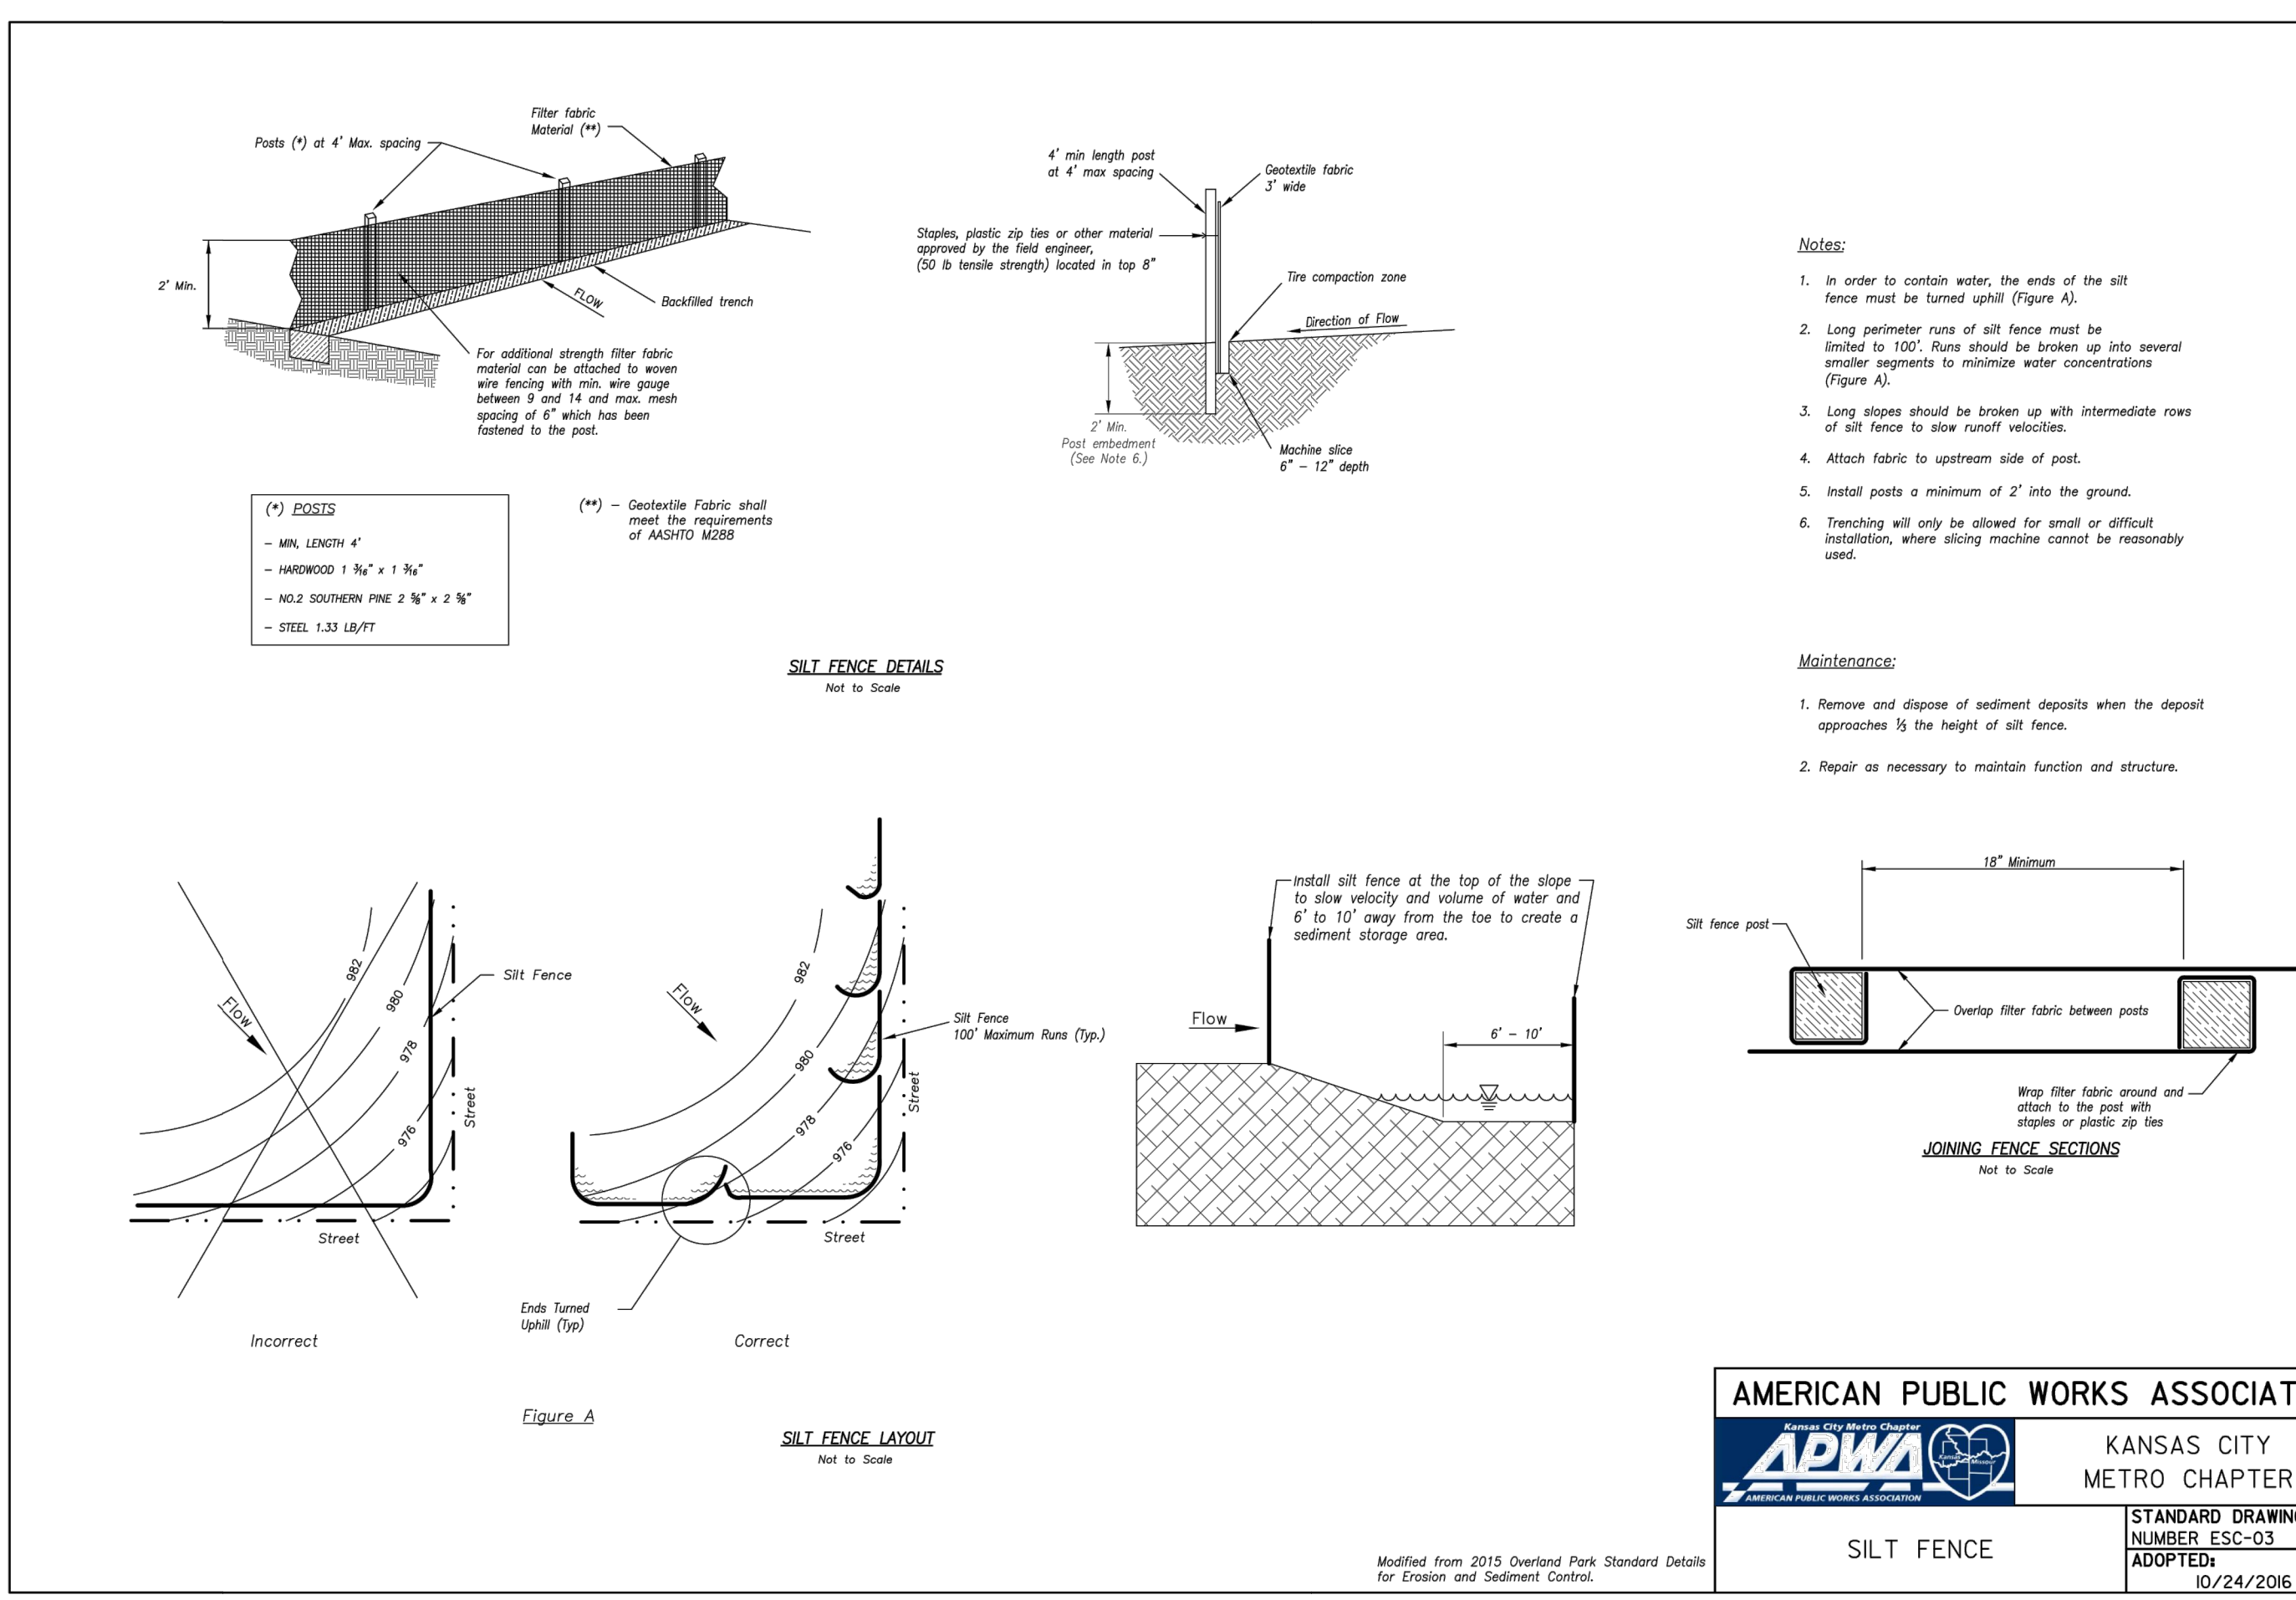 Filter fabric
Material (**)
Posts (*) at 4' Max. spacing
2' Min.
FLOW
Backfilled trench
For additional strength filter fabric
material can be attached to woven
wire fencing with min. wire gauge
between 9 and 14 and max. mesh
spacing of 6" which has been
fastened to the post.
(*) POSTS
- MIN, LENGTH 4'
- HARDWOOD 1 3/16" x 1 3/16"
- NO.2 SOUTHERN PINE 2 5/8" x 2 5/8"
- STEEL 1.33 LB/FT
(**) - Geotextile Fabric shall
meet the requirements
of AASHTO M288
4' min length post
at 4' max spacing
Geotextile fabric
3' wide
Staples, plastic zip ties or other material
approved by the field engineer,
(50 lb tensile strength) located in top 8"
Tire compaction zone
Direction of Flow
2' Min.
Post embedment
(See Note 6.)
Machine slice
6" - 12" depth
SILT FENCE DETAILS
Not to Scale
Notes:
1. In order to contain water, the ends of the silt
fence must be turned uphill (Figure A).
2. Long perimeter runs of silt fence must be
limited to 100'. Runs should be broken up into several
smaller segments to minimize water concentrations
(Figure A).
3. Long slopes should be broken up with intermediate rows
of silt fence to slow runoff velocities.
4. Attach fabric to upstream side of post.
5. Install posts a minimum of 2' into the ground.
6. Trenching will only be allowed for small or difficult
installation, where slicing machine cannot be reasonably
used.
Maintenance:
1. Remove and dispose of sediment deposits when the deposit
approaches 1/3 the height of silt fence.
2. Repair as necessary to maintain function and structure.
982
980
978
976
Flow
Silt Fence
Street
Street
Incorrect
982
980
978
976
Flow
Silt Fence
100' Maximum Runs (Typ.)
Street
Street
Ends Turned
Uphill (Typ)
Correct
Figure A
SILT FENCE LAYOUT
Not to Scale
Install silt fence at the top of the slope
to slow velocity and volume of water and
6' to 10' away from the toe to create a
sediment storage area.
Flow
6' - 10'
18" Minimum
Silt fence post
Overlap filter fabric between posts
Wrap filter fabric around and
attach to the post with
staples or plastic zip ties
JOINING FENCE SECTIONS
Not to Scale
Modified from 2015 Overland Park Standard Details
for Erosion and Sediment Control.
AMERICAN PUBLIC WORKS ASSOCIAT
Kansas City Metro Chapter
APWA
Kansas
Missouri
AMERICAN PUBLIC WORKS ASSOCIATION
KANSAS CITY
METRO CHAPTER
SILT FENCE
STANDARD DRAWING
NUMBER ESC-03
ADOPTED:
10/24/2016